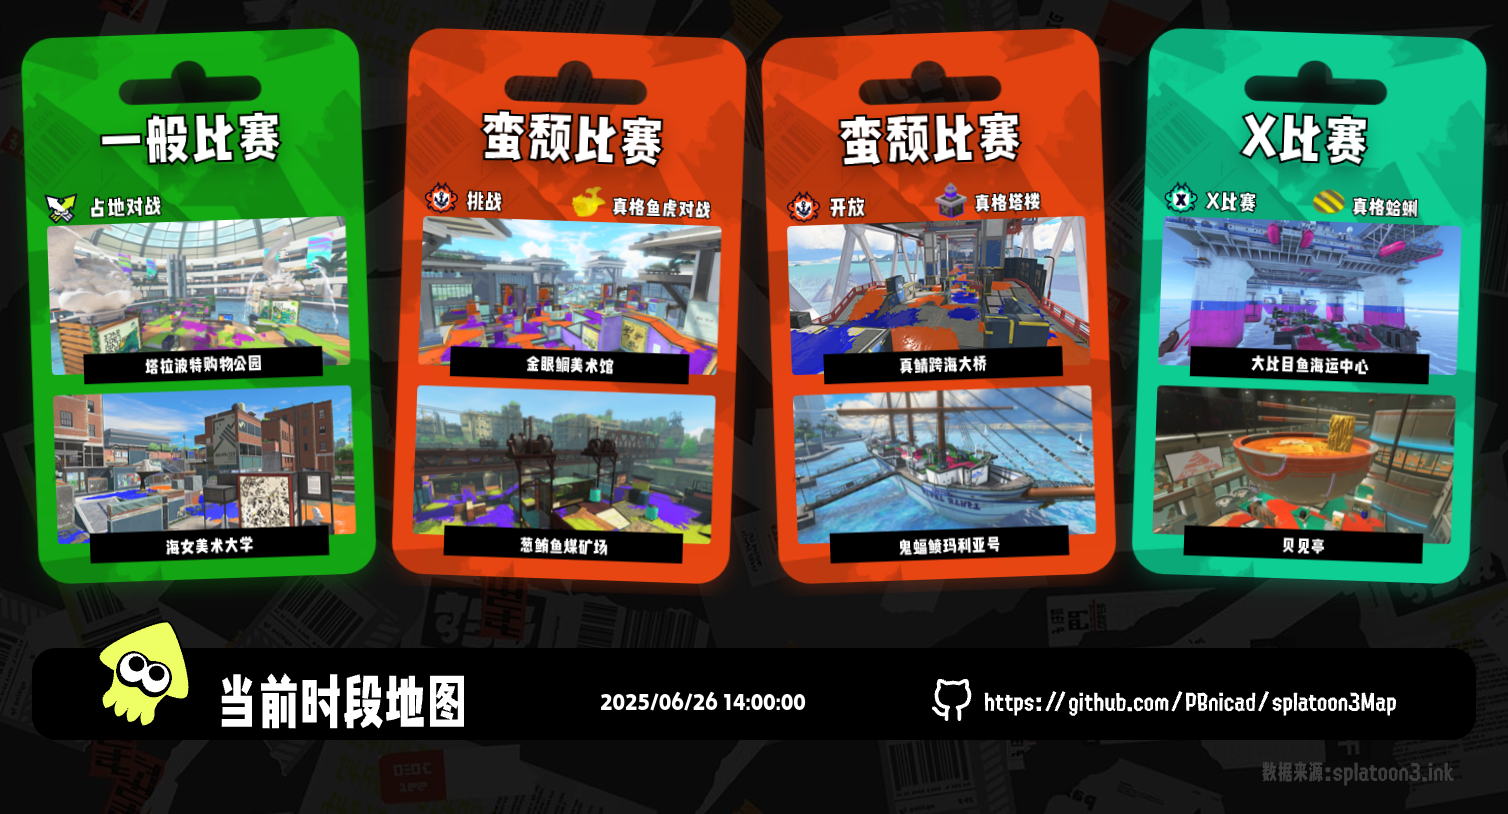 一般比赛
占地对战
塔拉波特购物公园
海女美术大学
蛮颓比赛
挑战
真格鱼虎对战
金眼鲷美术馆
葱鲔鱼煤矿场
蛮颓比赛
开放
真格塔楼
真鲭跨海大桥
鬼蝠鲼玛利亚号
X比赛
X比赛
真格蛤蜊
大比目鱼海运中心
贝见亭
当前时段地图
2025/06/26 14:00:00
https://github.com/PBnicad/splatoon3Map
数据来源:splatoon3.ink